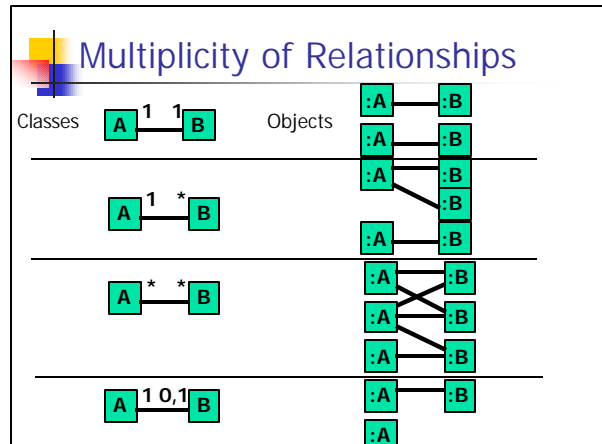 Multiplicity of Relationships
Classes
A 1 1 B
Objects
:A :B
:A :B
A 1 * B
:A :B
:B
:A :B
A * * B
:A :B
:A :B
:A :B
A 1 0,1 B
:A :B
:A